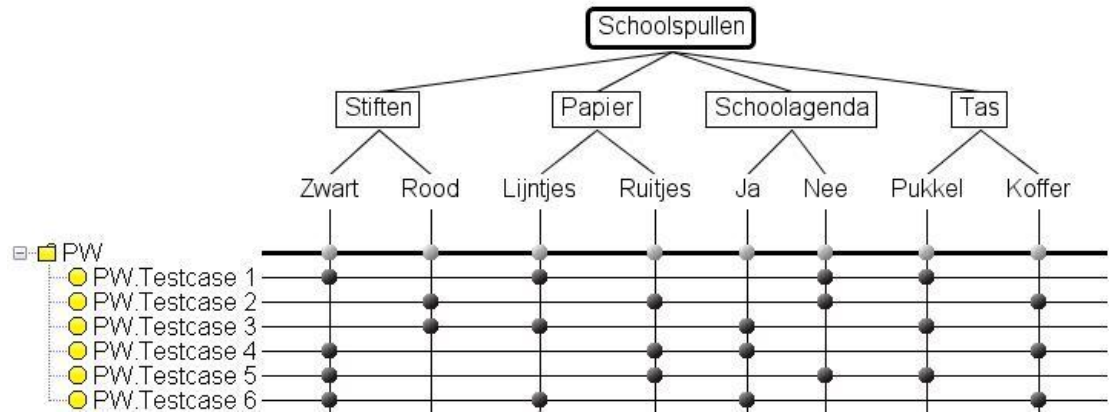 Schoolspullen
Stiften Papier Schoolagenda Tas
Zwart Rood Lijntjes Ruitjes Ja Nee Pukkel Koffer
PW
PW.Testcase 1
PW.Testcase 2
PW.Testcase 3
PW.Testcase 4
PW.Testcase 5
PW.Testcase 6